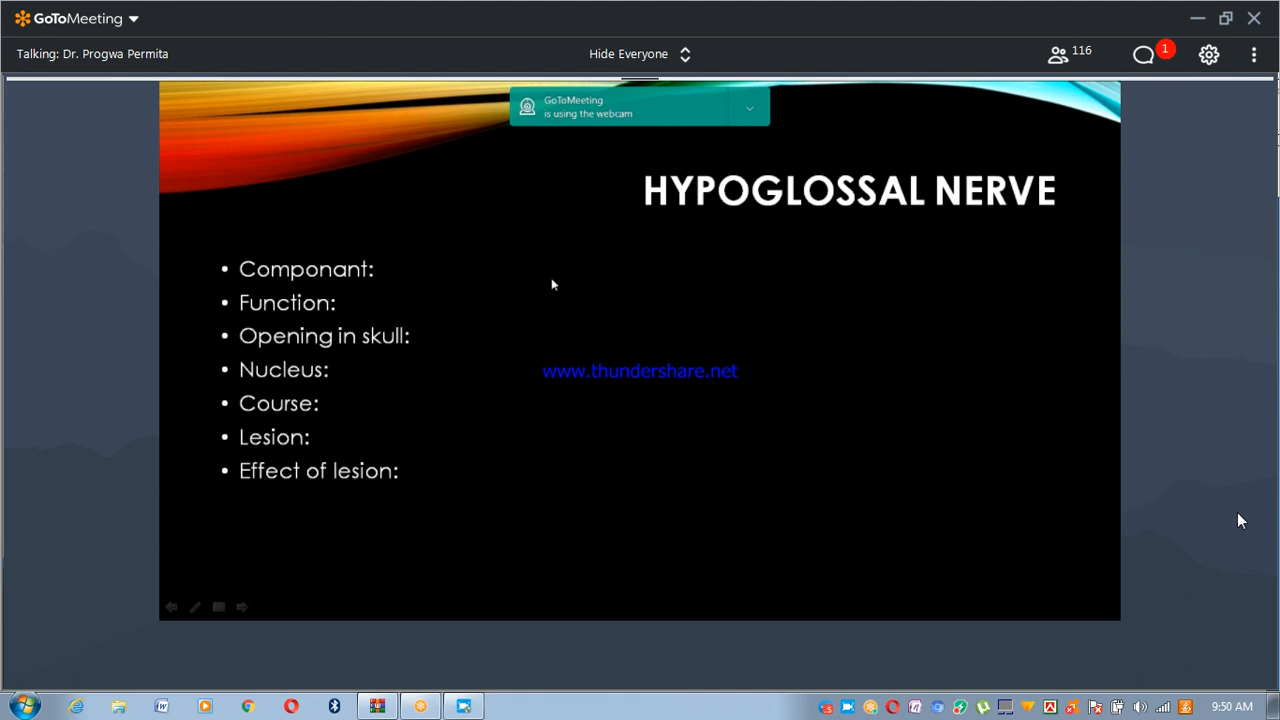 GoToMeeting
Talking: Dr. Progwa Permita
Hide Everyone
116
1
GoToMeeting
is using the webcam
HYPOGLOSSAL NERVE
• Componant:
• Function:
• Opening in skull:
• Nucleus:
www.thundershare.net
• Course:
• Lesion:
• Effect of lesion:
9:50 AM